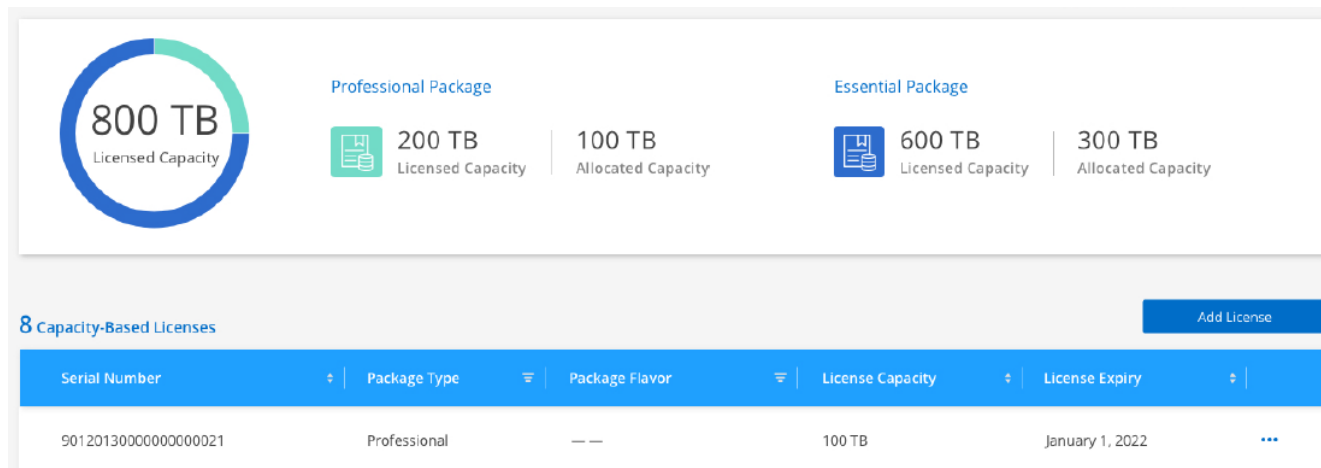 800 TB
Licensed Capacity
Professional Package
200 TB
Licensed Capacity
100 TB
Allocated Capacity
Essential Package
600 TB
Licensed Capacity
300 TB
Allocated Capacity
8 Capacity-Based Licenses
Add License
Serial Number Package Type Package Flavor License Capacity License Expiry
90120130000000000021 Professional — — 100 TB January 1, 2022